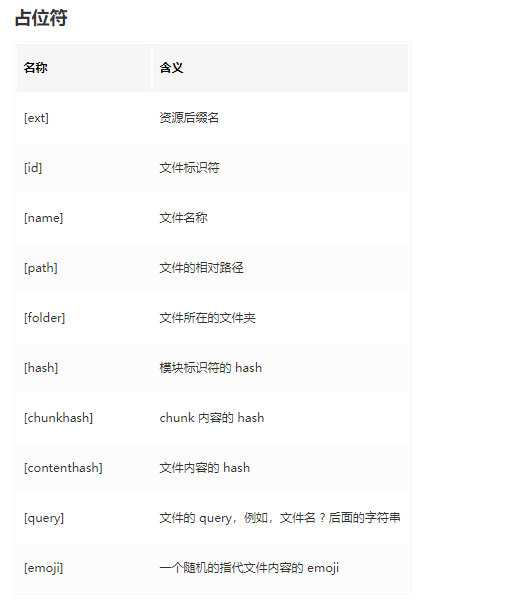 占位符
名称 含义
[ext] 资源后缀名
[id] 文件标识符
[name] 文件名称
[path] 文件的相对路径
[folder] 文件所在的文件夹
[hash] 模块标识符的 hash
[chunkhash] chunk 内容的 hash
[contenthash] 文件内容的 hash
[query] 文件的 query，例如，文件名 ? 后面的字符串
[emoji] 一个随机的指代文件内容的 emoji